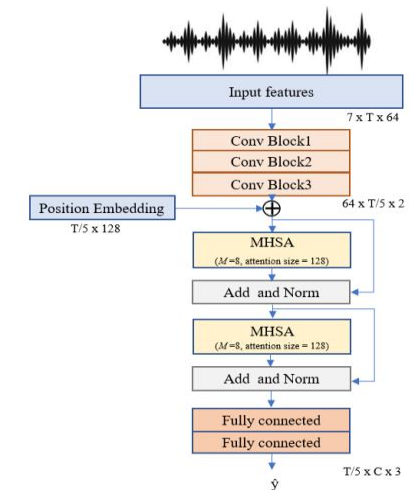 Input features
7 x T x 64
Conv Block1
Conv Block2
Conv Block3
Position Embedding
64 x T/5 x 2
T/5 x 128
MHSA
(M=8, attention size = 128)
Add and Norm
MHSA
(M=8, attention size = 128)
Add and Norm
Fully connected
Fully connected
T/5 x C x 3
ŷ